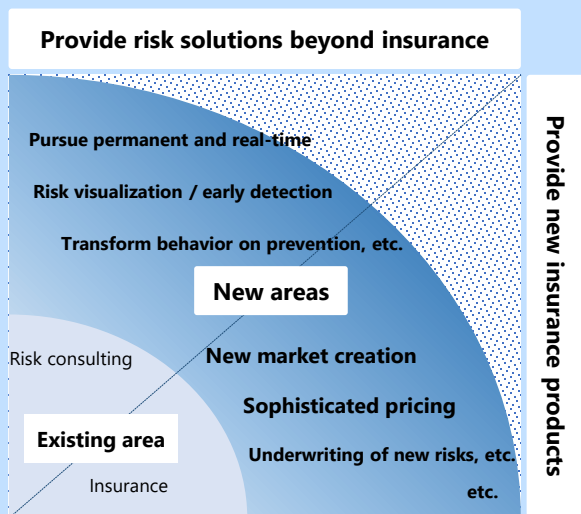 Provide risk solutions beyond insurance
Provide new insurance products
Pursue permanent and real-time
Risk visualization / early detection
Transform behavior on prevention, etc.
New areas
Risk consulting
New market creation
Sophisticated pricing
Existing area
Underwriting of new risks, etc.
Insurance
etc.